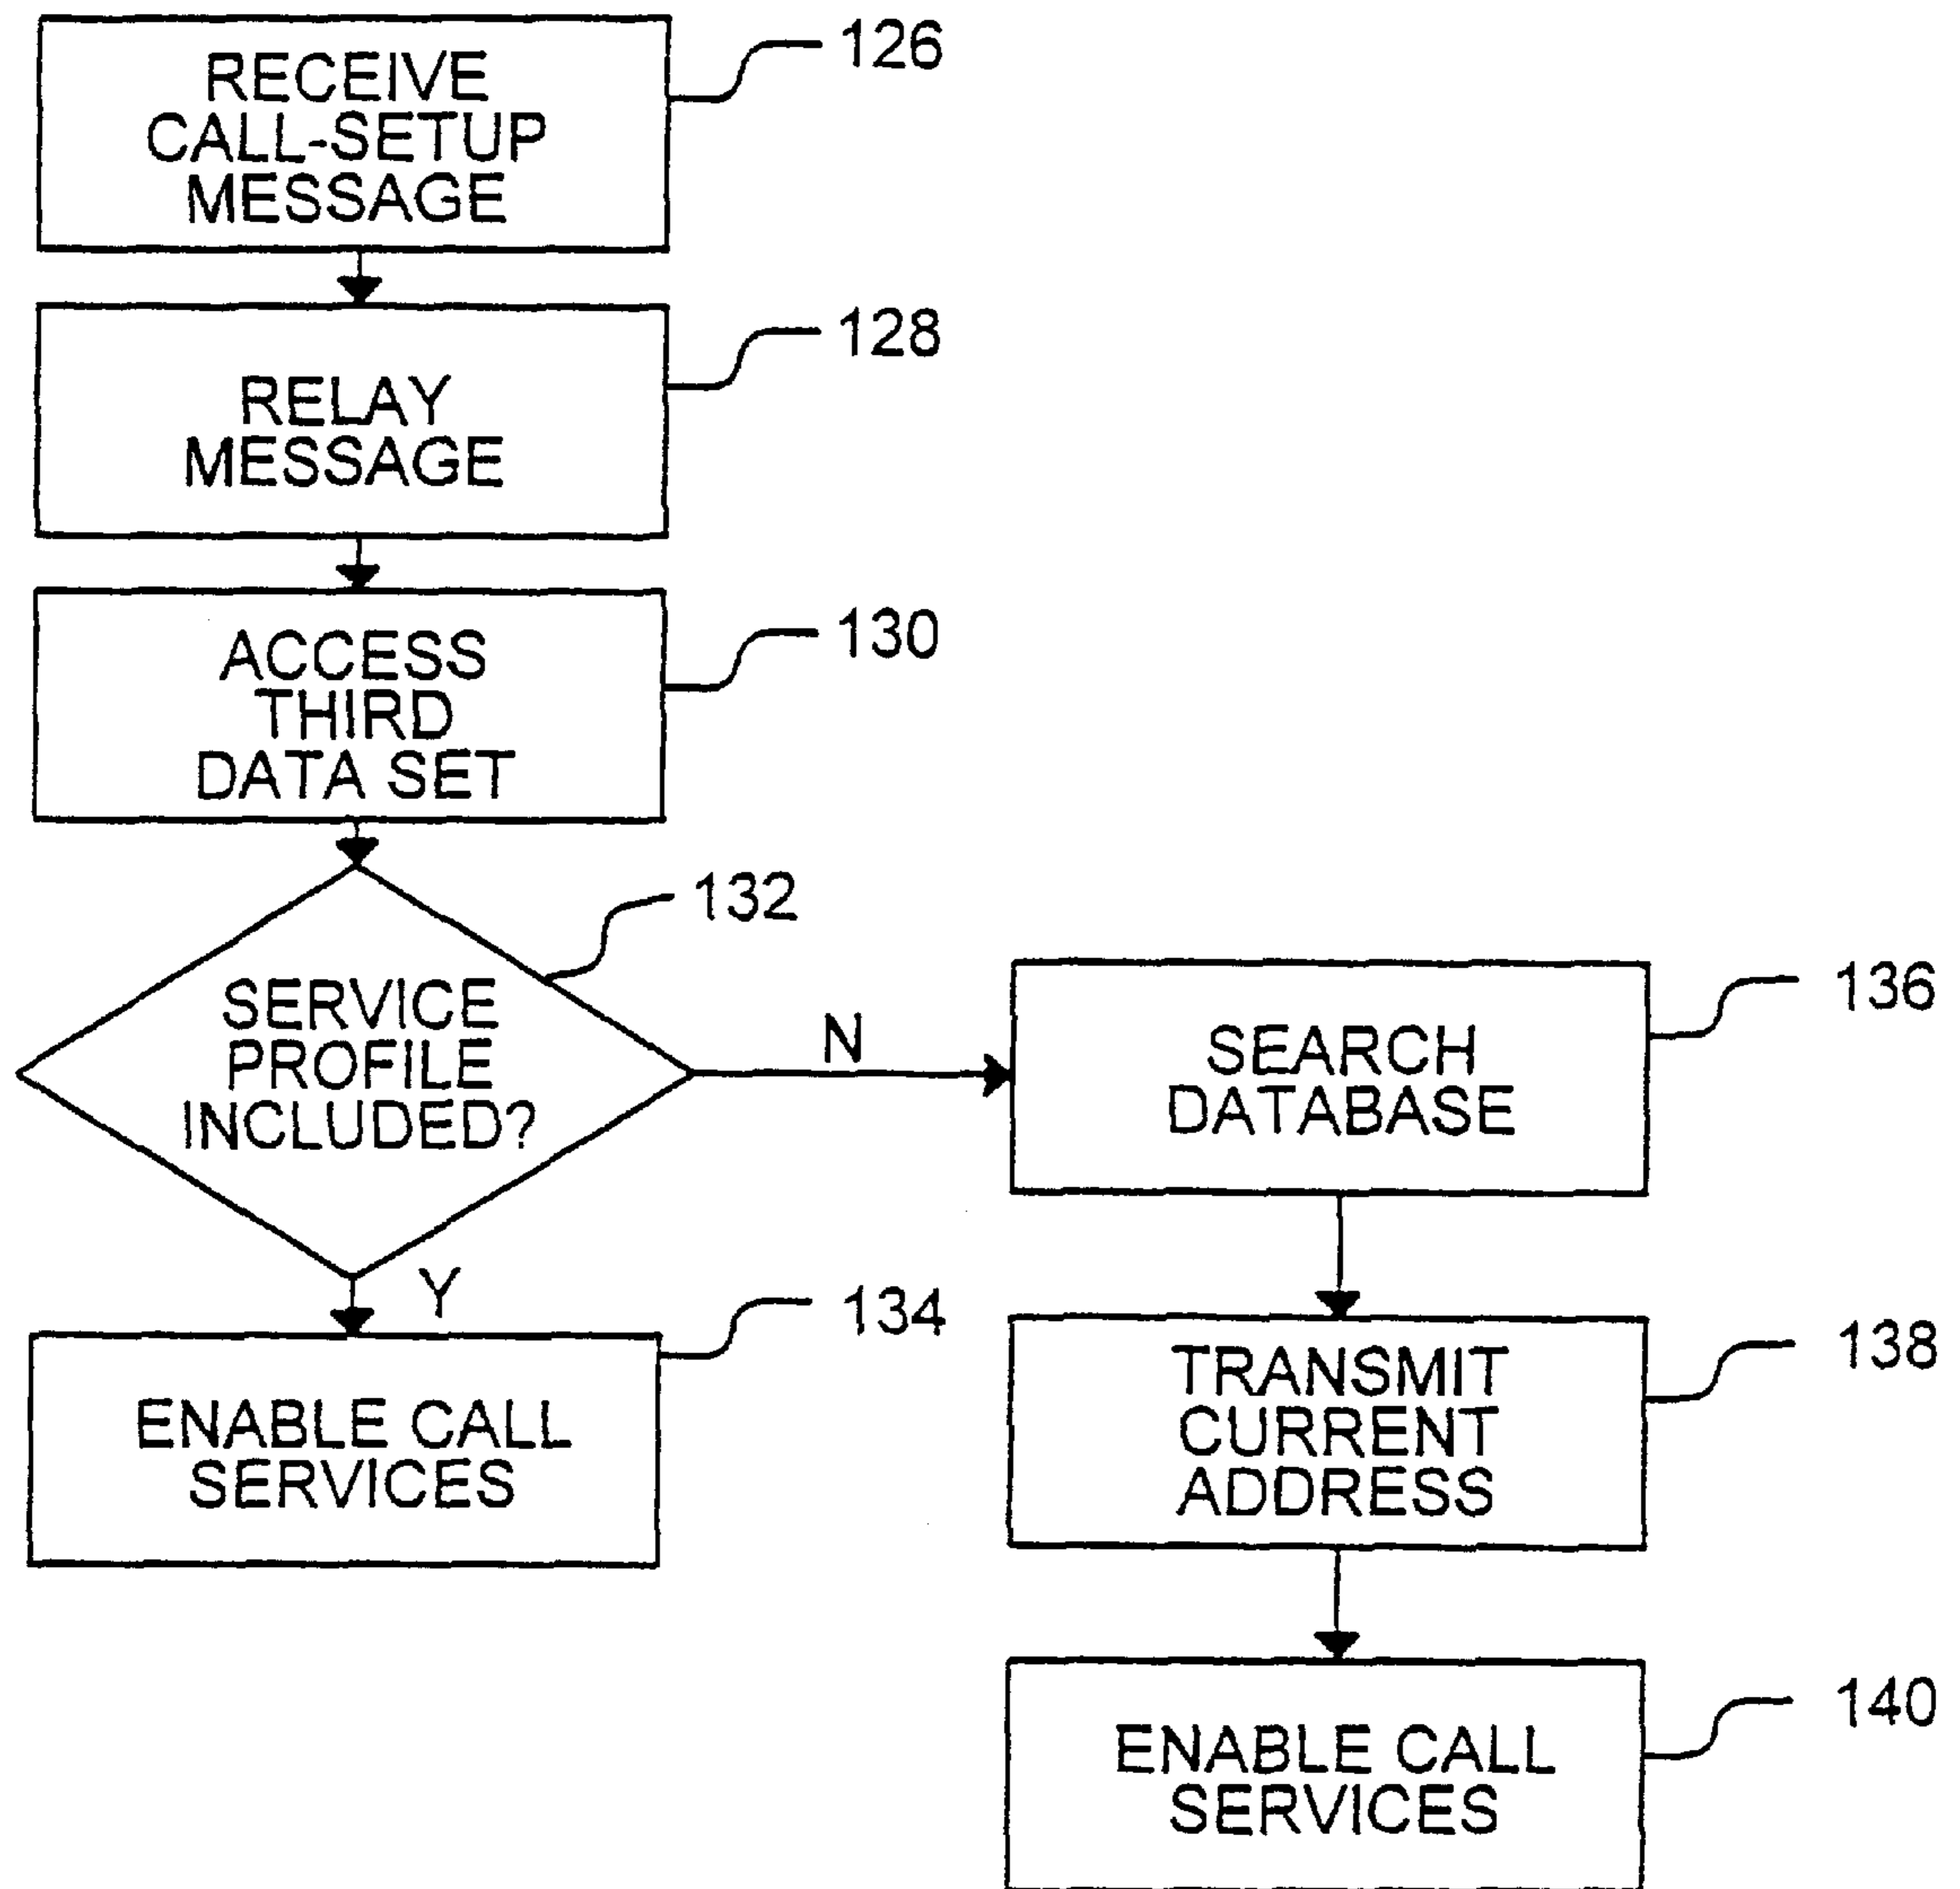 RECEIVE
CALL-SETUP
MESSAGE
126
RELAY
MESSAGE
128
ACCESS
THIRD
DATA SET
130
SERVICE
PROFILE
INCLUDED?
132
N
Y
ENABLE CALL
SERVICES
134
SEARCH
DATABASE
136
TRANSMIT
CURRENT
ADDRESS
138
ENABLE CALL
SERVICES
140